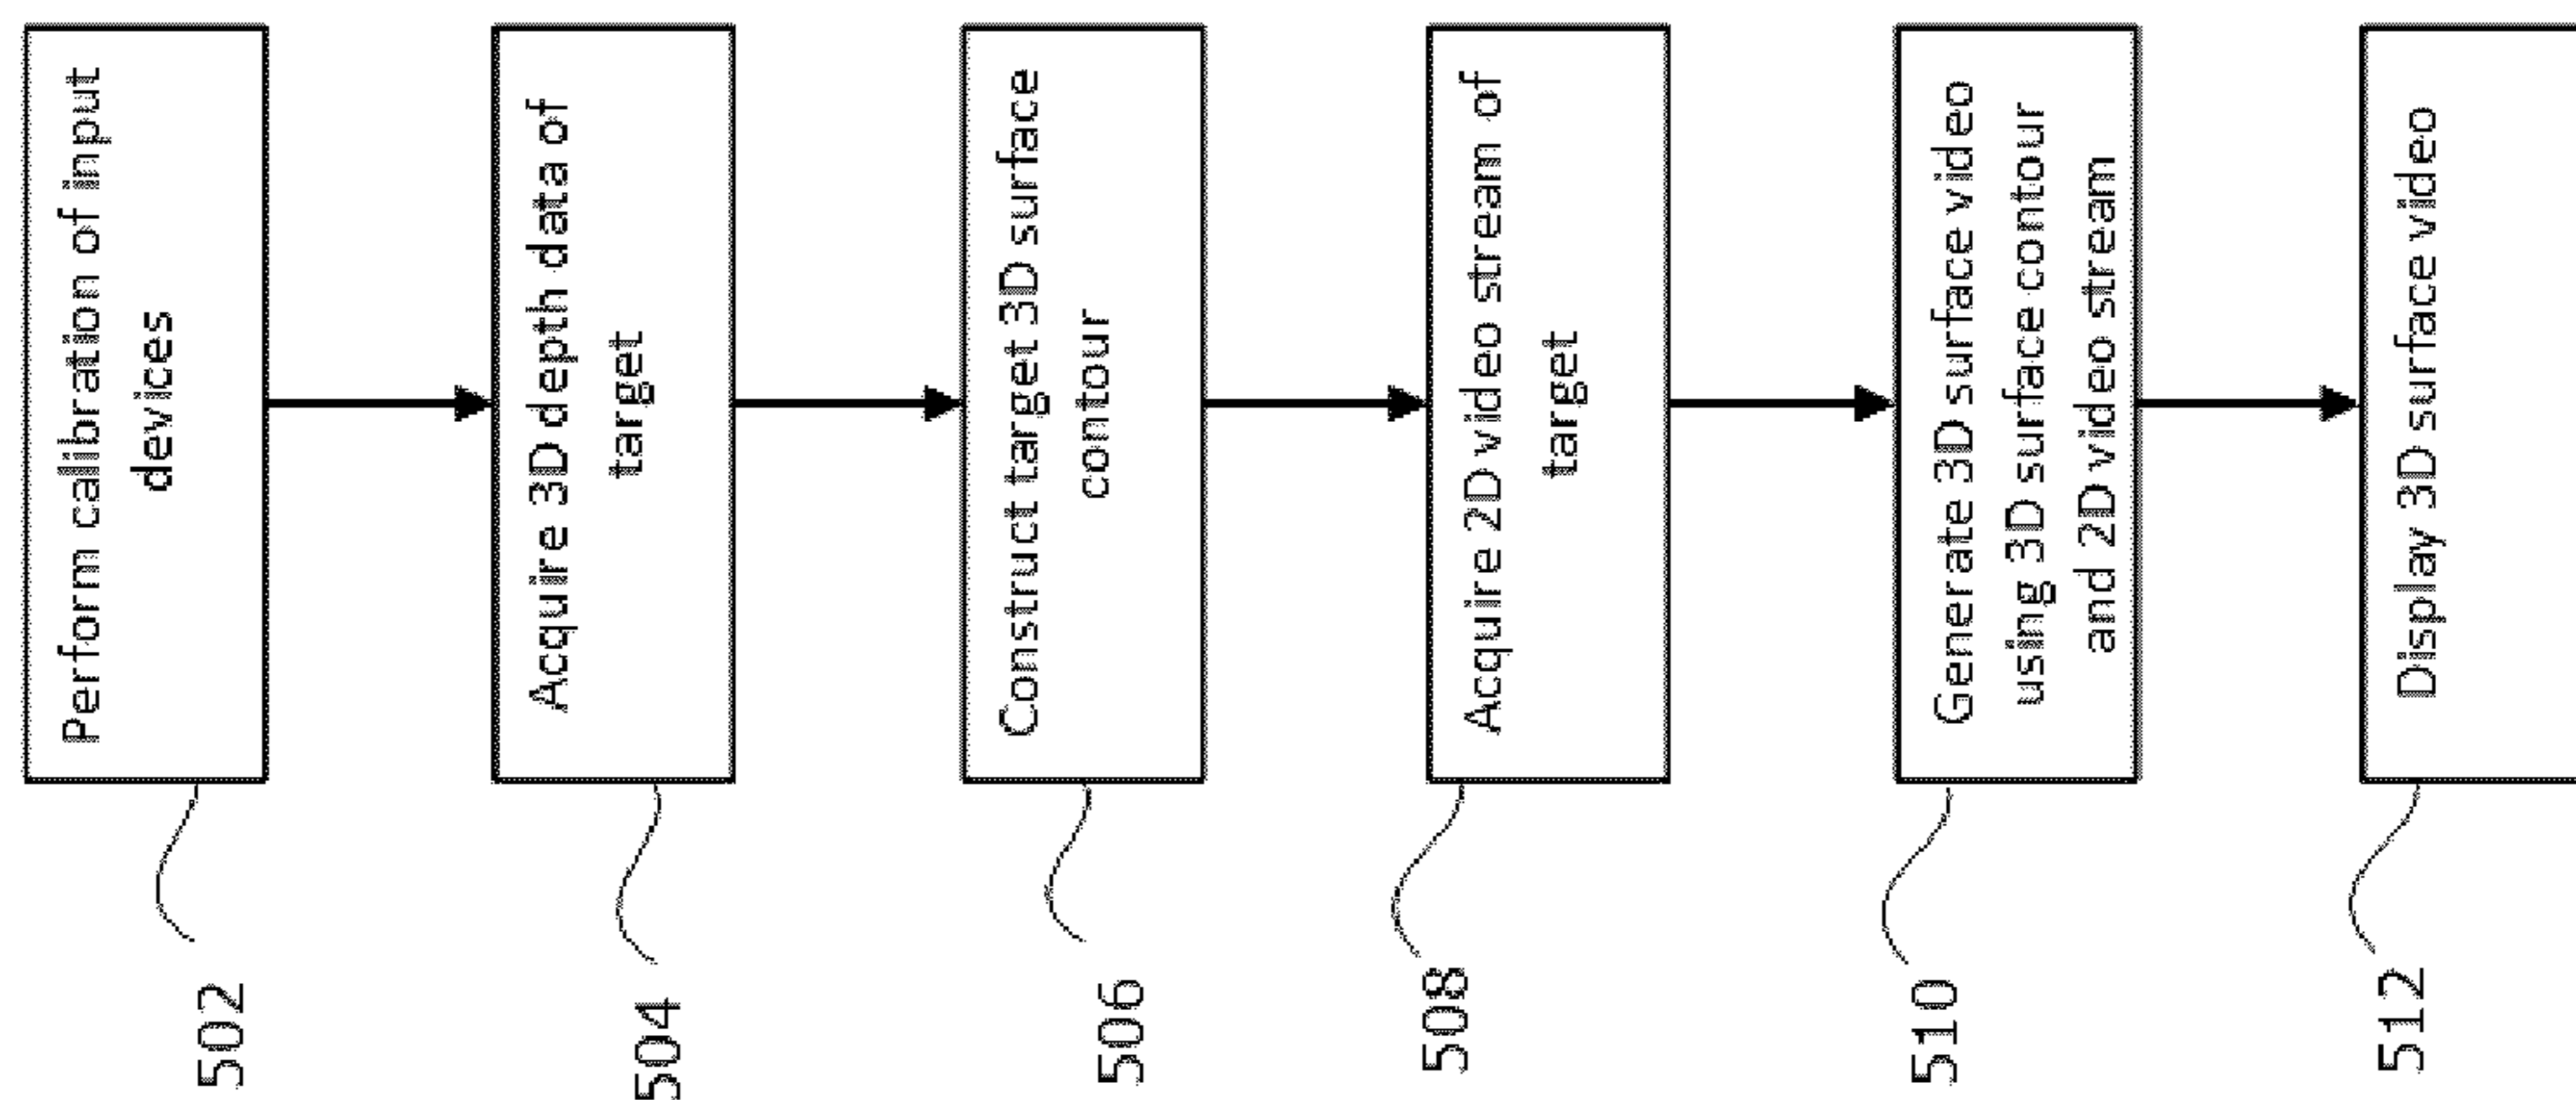 502
Perform calibration of input
devices
504
Acquire 3D depth data of
target
506
Construct target 3D surface
contour
508
Acquire 2D video stream of
target
510
Generate 3D surface video
using 3D surface contour
and 2D video stream
512
Display 3D surface video